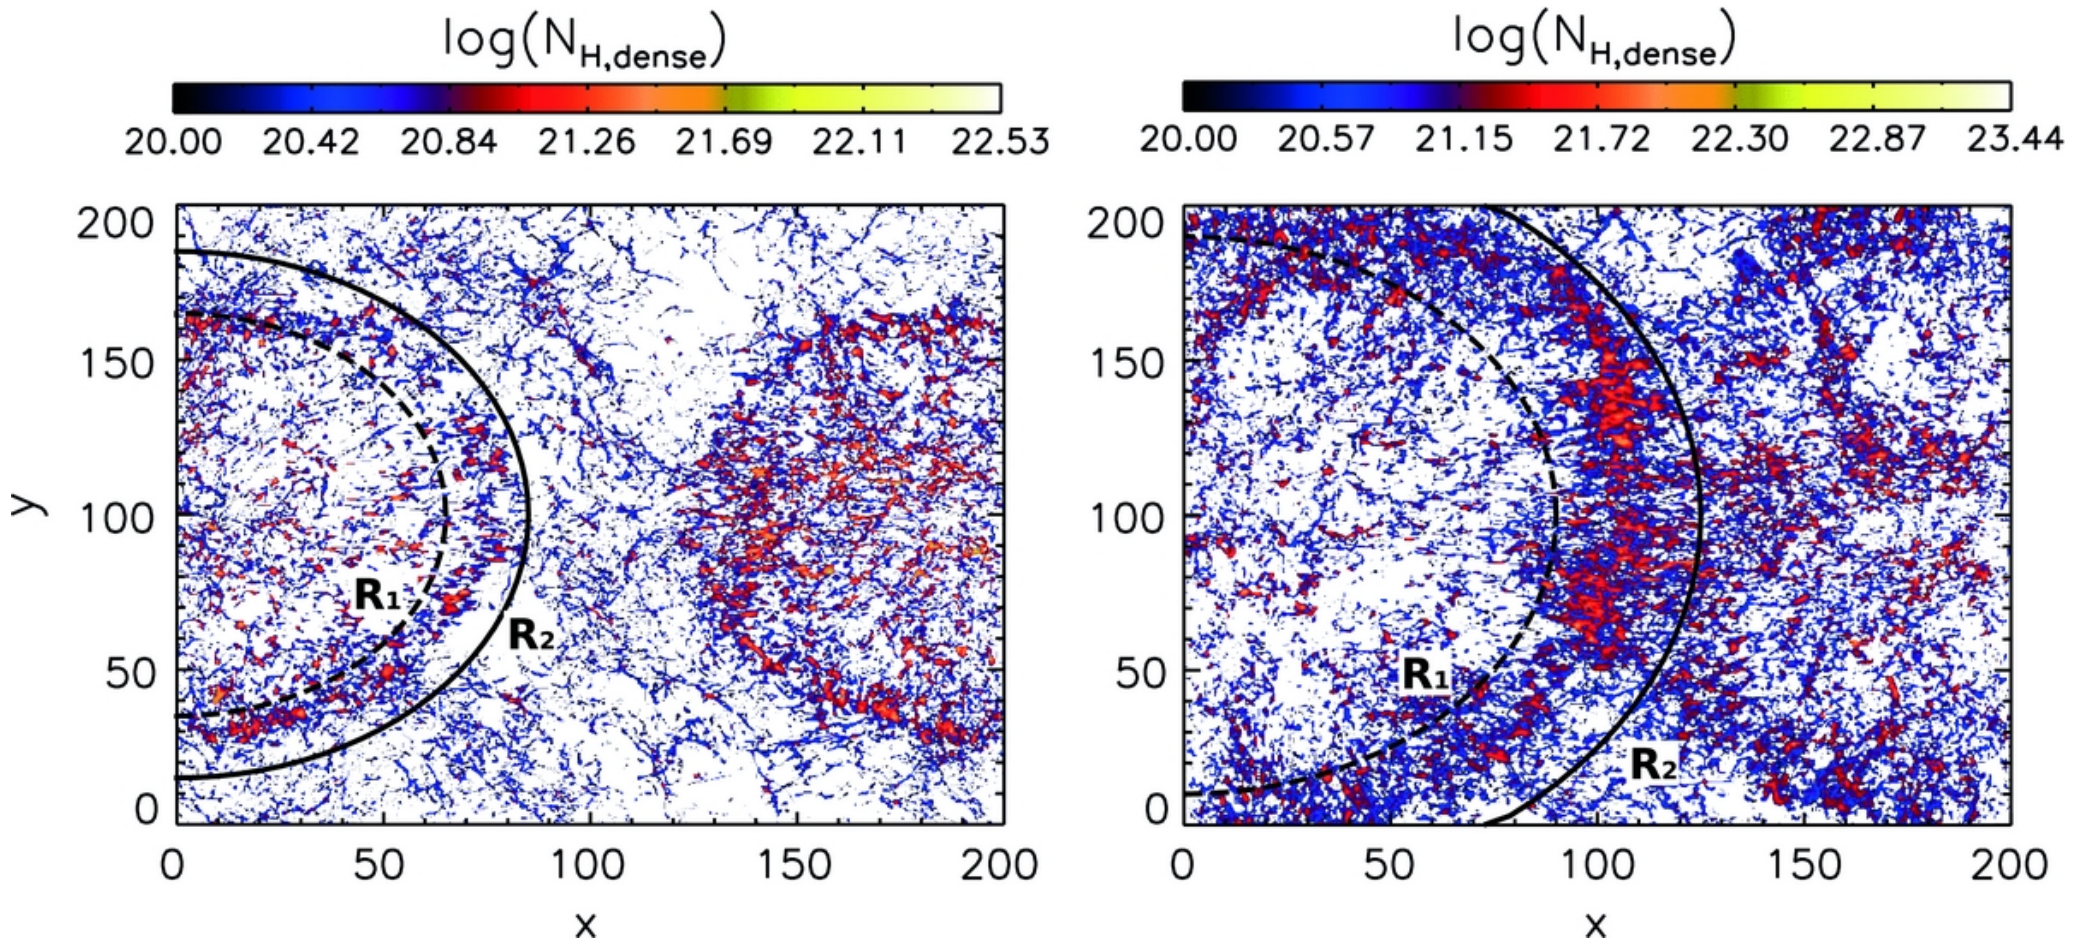 log(N_H,dense)
20.00 20.42 20.84 21.26 21.69 22.11 22.53
y
200
150
100
50
0
R₁
R₂
0 50 100 150 200
x
log(N_H,dense)
20.00 20.57 21.15 21.72 22.30 22.87 23.44
200
150
100
50
0
R₁
R₂
0 50 100 150 200
x